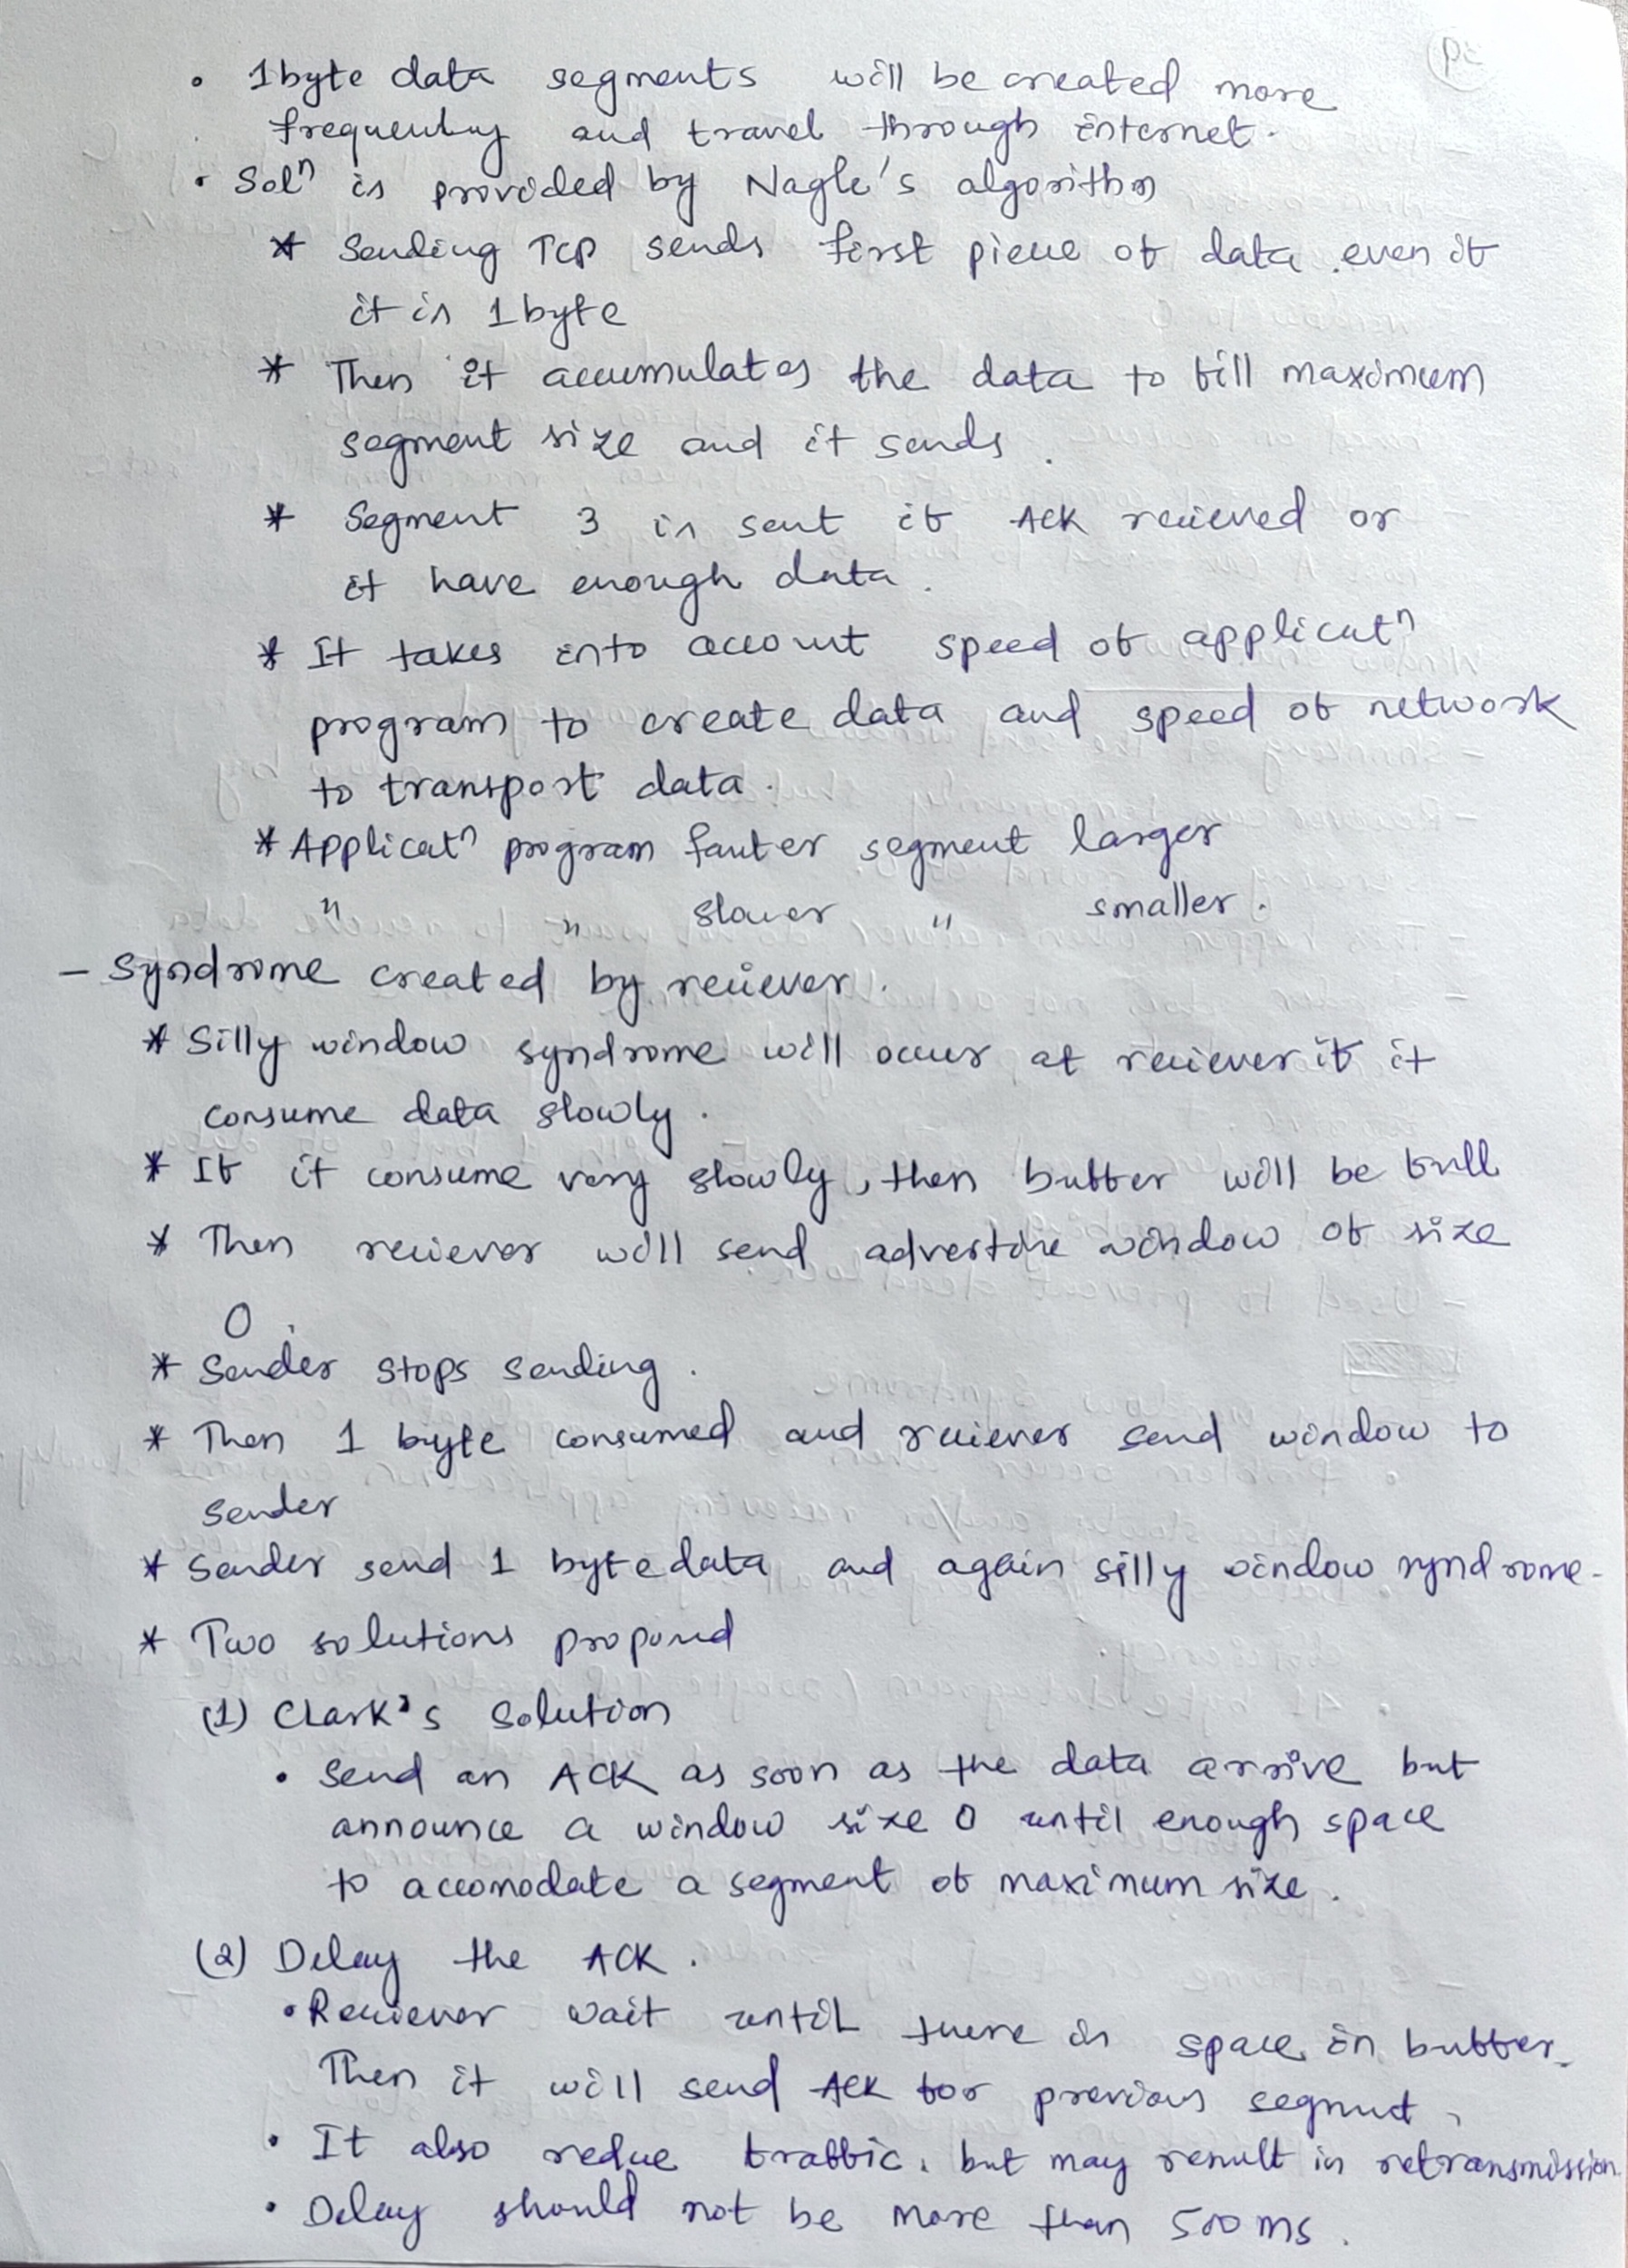 • 1byte data segments will be created more
frequently and travel through internet.
• Solⁿ is provided by Nagle's algorithm
* Sending TCP sends first piece of data even if
it is 1byte
* Then it accumulates the data to fill maximum
segment size and it sends.
* Segment 3 is sent if ACK recieved or
it have enough data.
* It takes into account speed of applicatⁿ
program to create data and speed of network
to transport data.
* Applicatⁿ program faster segment larger
" " slower " smaller.
- Syndrome created by reciever.
* Silly window syndrome will occur at reciever if it
consume data slowly.
* If it consume very slowly, then buffer will be full
* Then reciever will send advertise window of size
0.
* Sender stops sending.
* Then 1 byte consumed and reciever send window to
sender
* Sender send 1 byte data and again silly window syndrome.
* Two solutions proposed
(1) Clark's solution
• Send an ACK as soon as the data arrive but
announce a window size 0 until enough space
to accomodate a segment of maximum size.
(2) Delay the ACK.
• Reciever wait until there is space in buffer.
Then it will send ACK for previous segment.
• It also reduce traffic, but may result in retransmission.
• Delay should not be more than 500 ms.